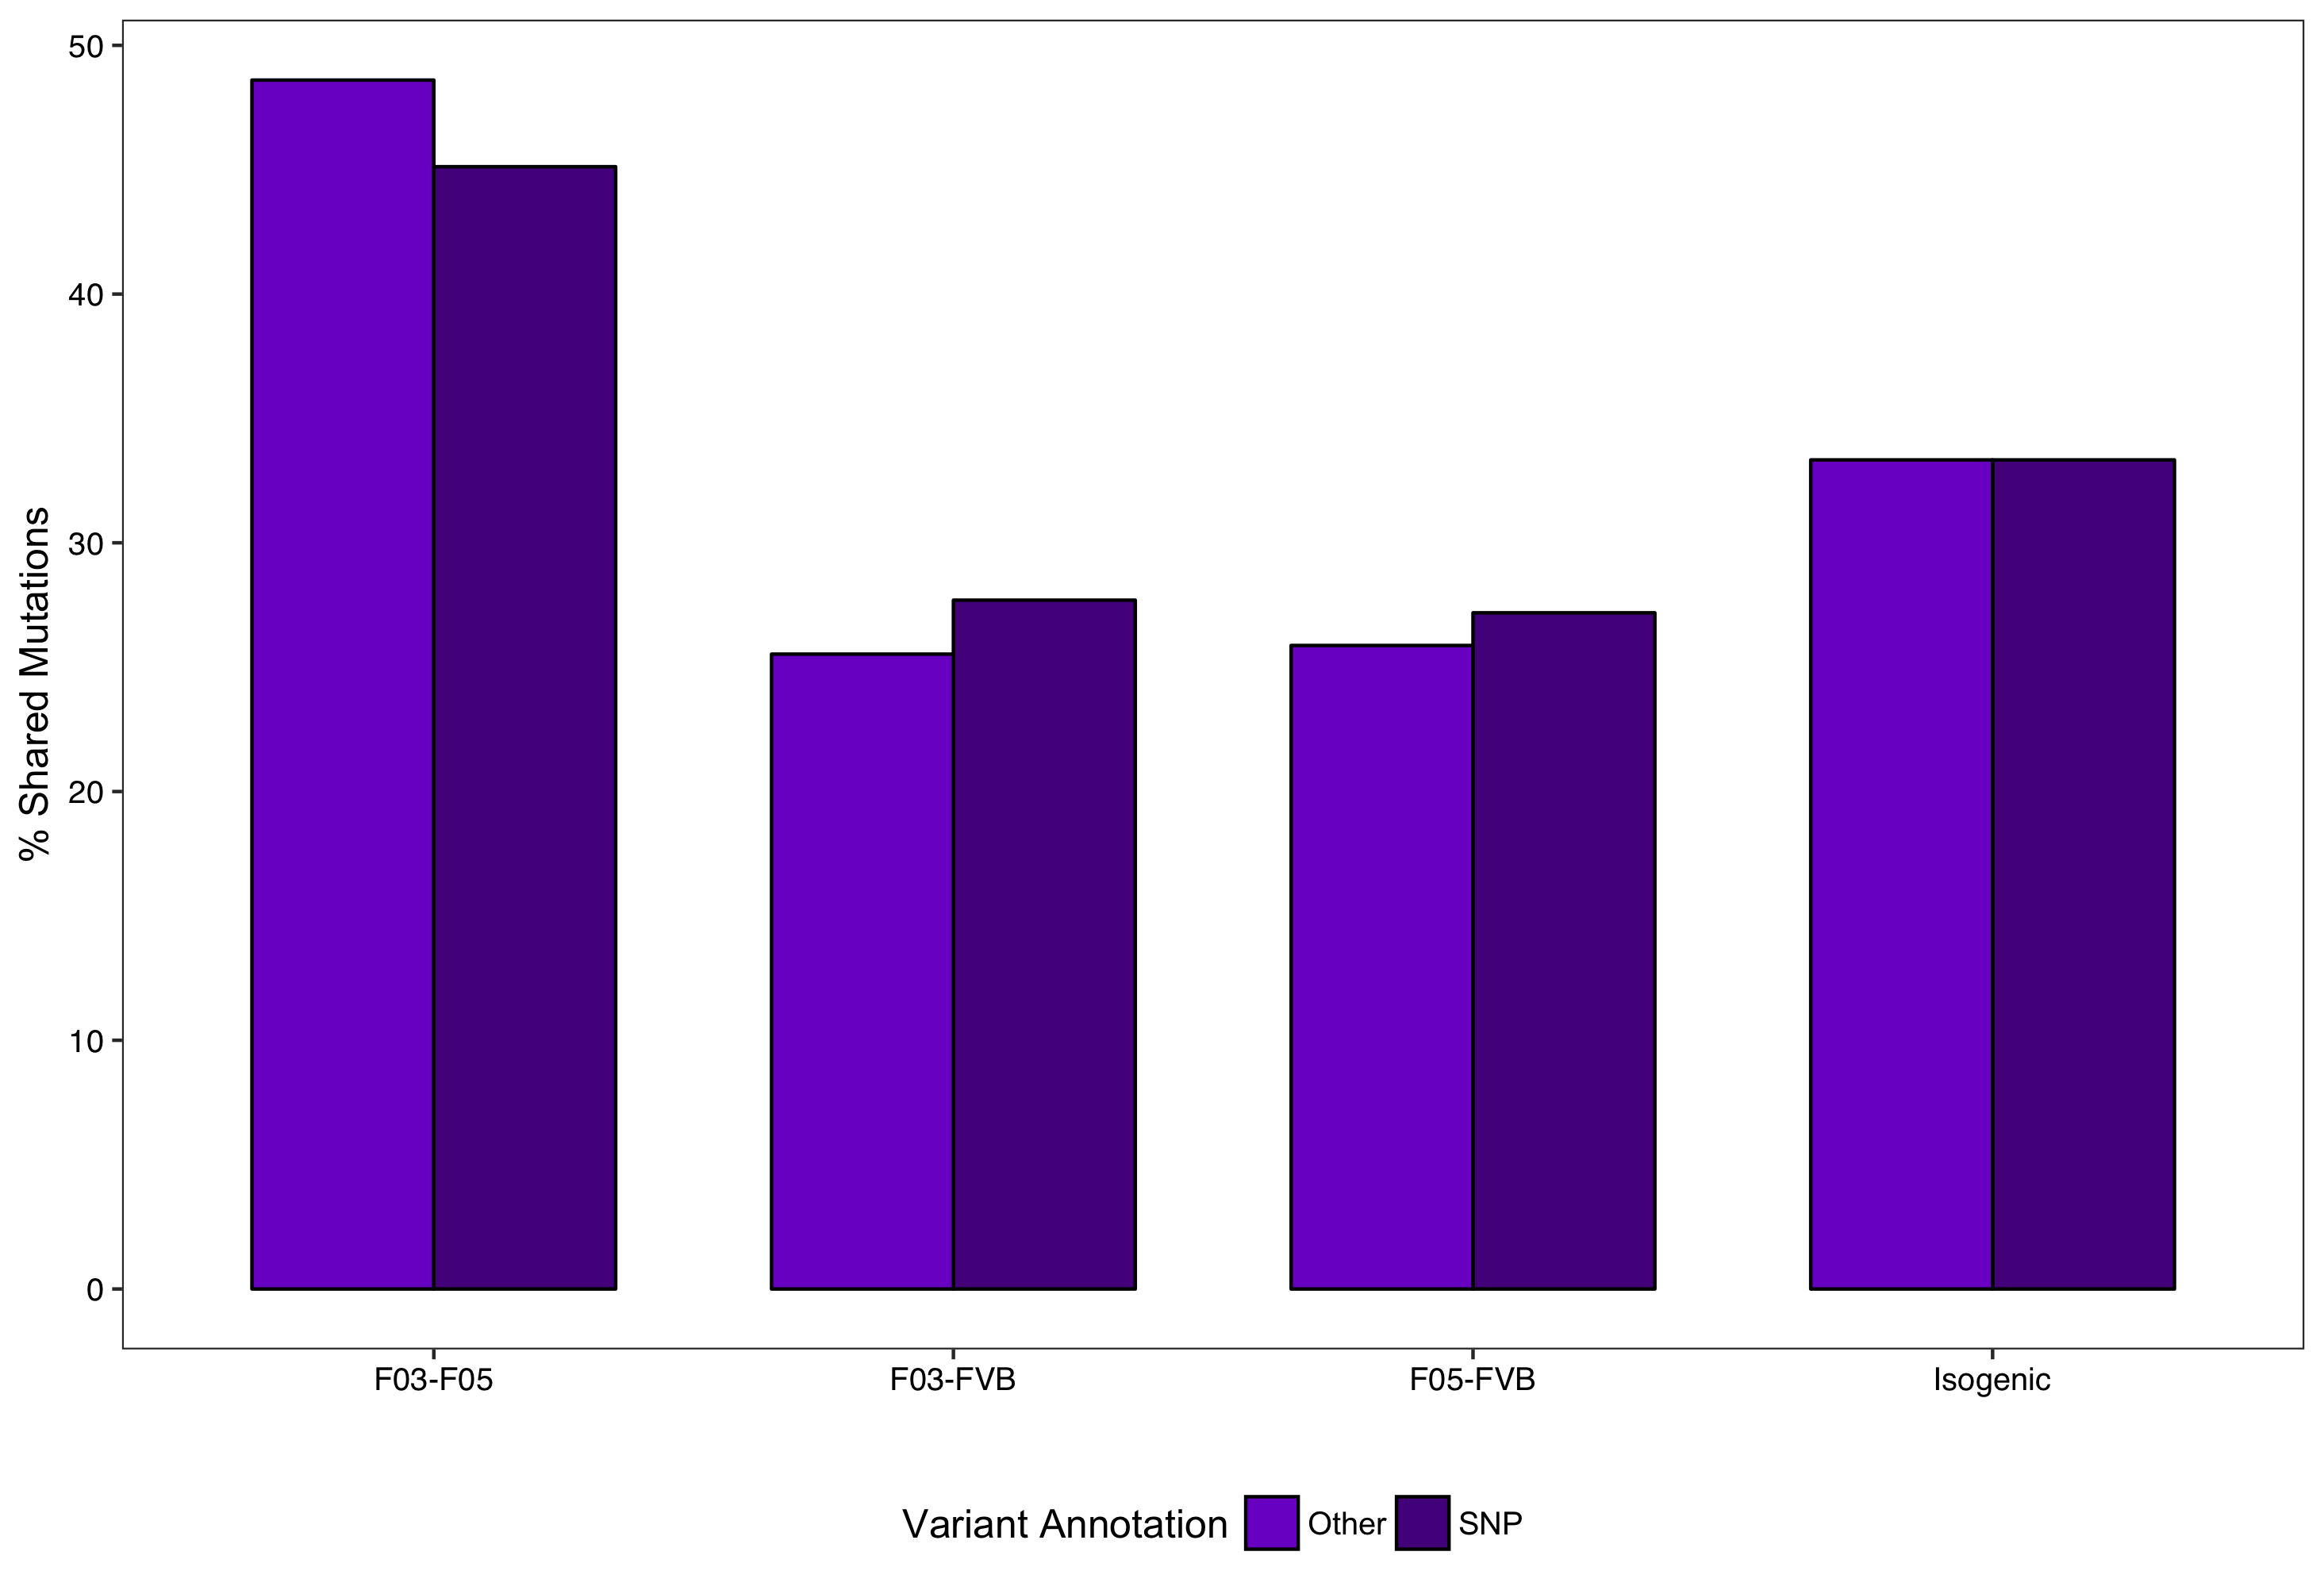 % Shared Mutations
50
40
30
20
10
0
F03-F05 F03-FVB F05-FVB Isogenic
Variant Annotation Other SNP